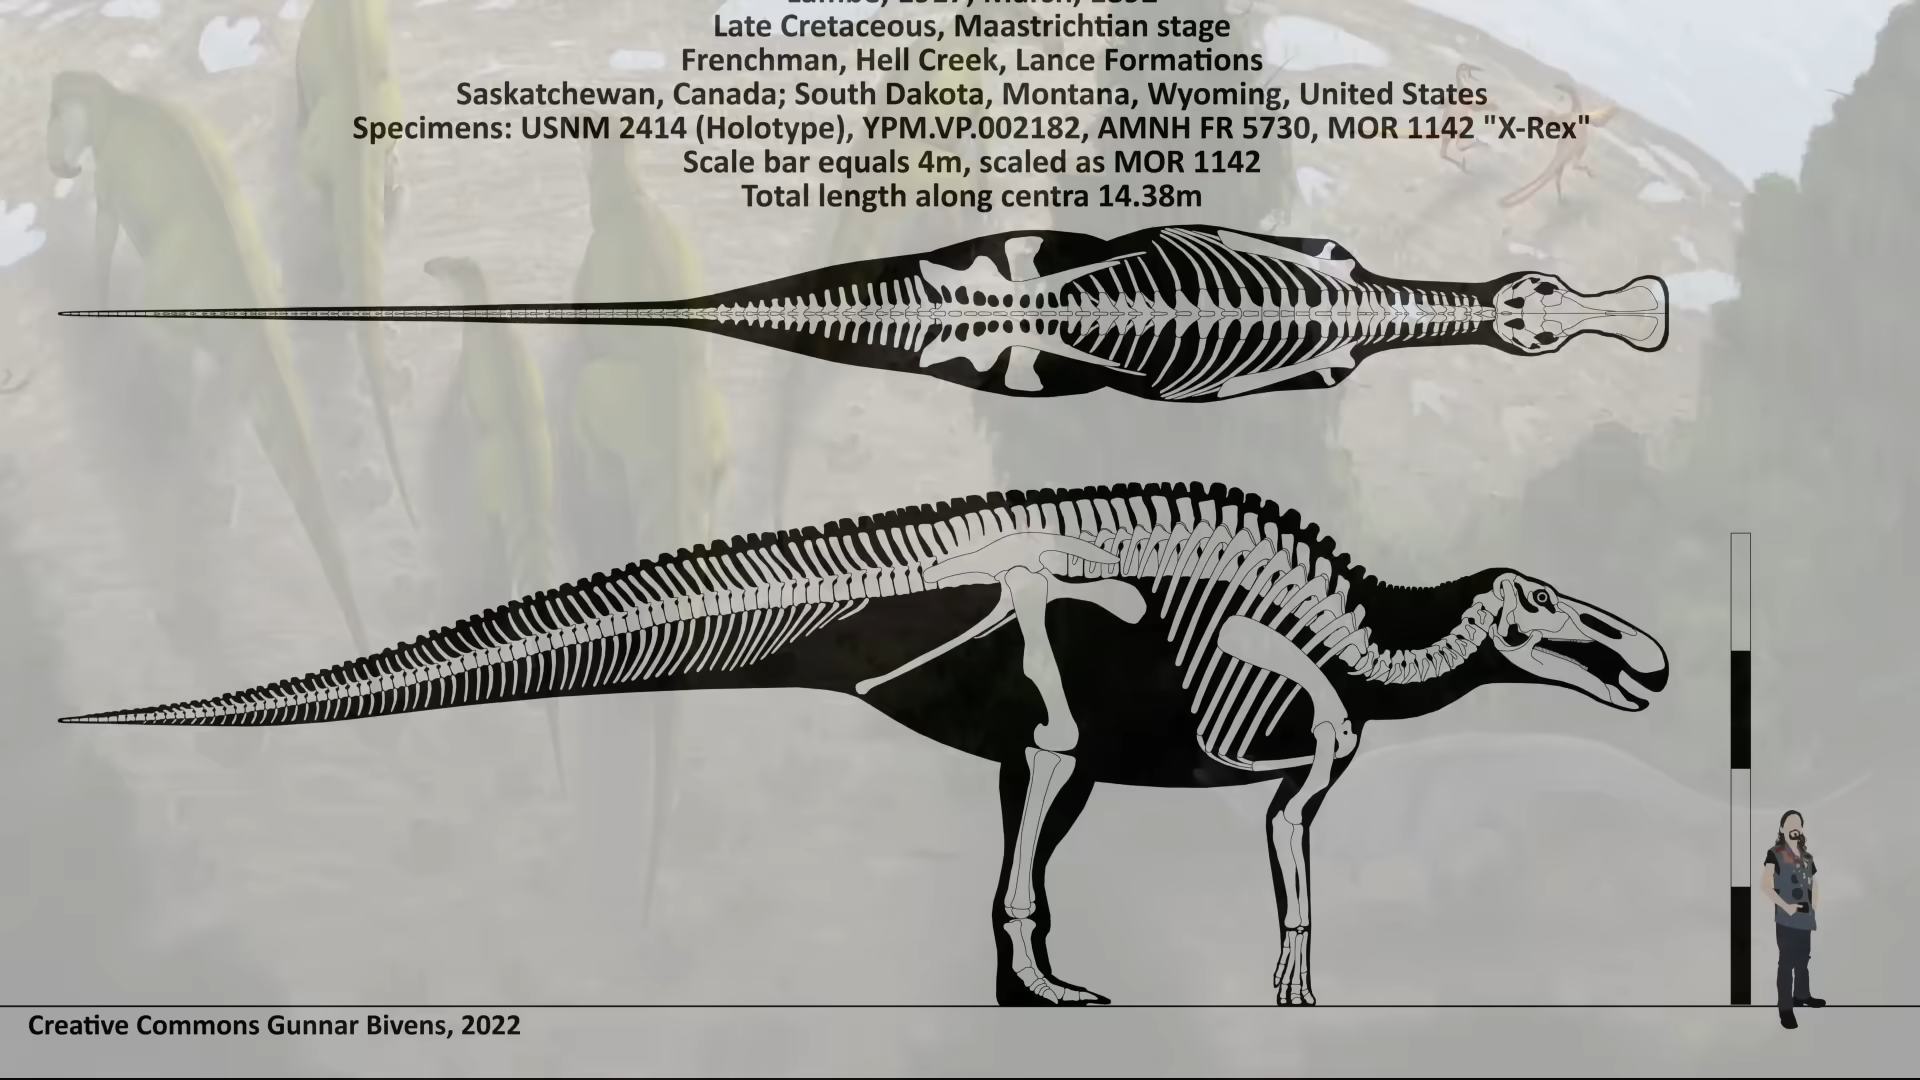 Late Cretaceous, Maastrichtian stage
Frenchman, Hell Creek, Lance Formations
Saskatchewan, Canada; South Dakota, Montana, Wyoming, United States
Specimens: USNM 2414 (Holotype), YPM.VP.002182, AMNH FR 5730, MOR 1142 "X-Rex"
Scale bar equals 4m, scaled as MOR 1142
Total length along centra 14.38m
Creative Commons Gunnar Bivens, 2022